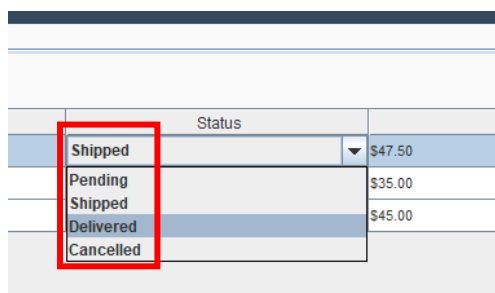 Status
Shipped $47.50
Pending $35.00
Shipped
Delivered $45.00
Cancelled